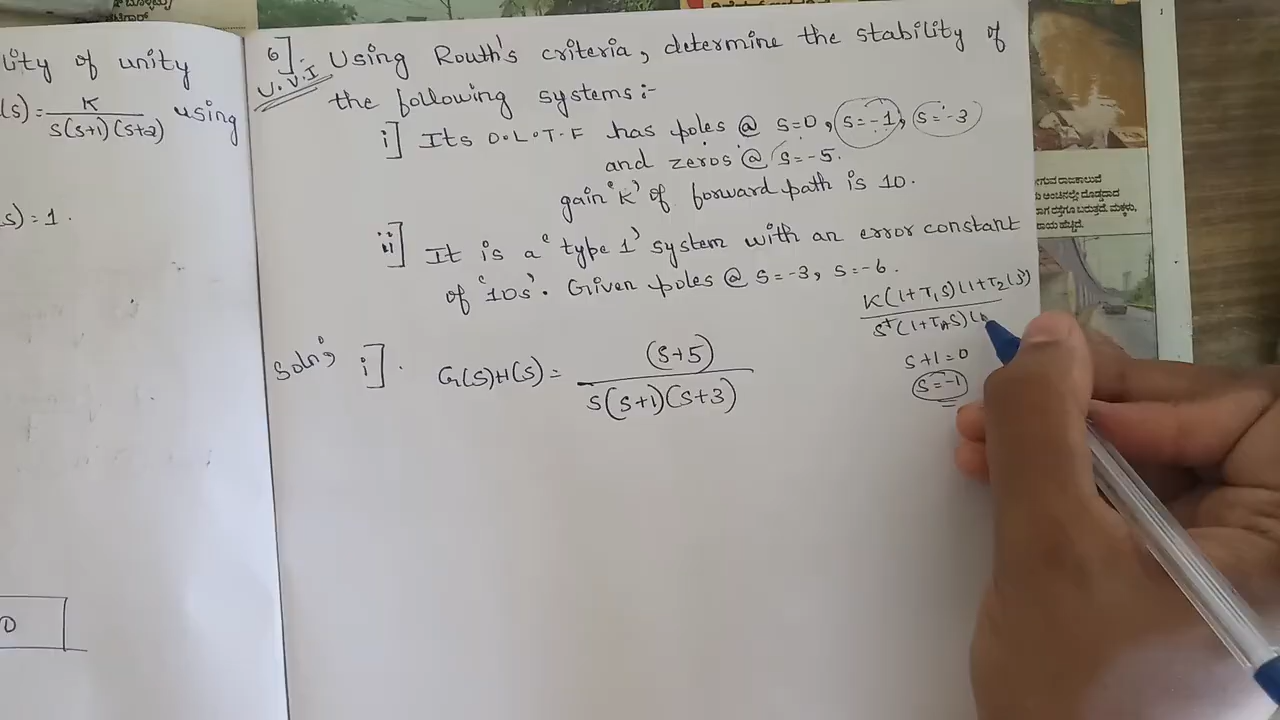 lity of unity
(s)= K / s(s+1)(s+2) using
s)=1.
0
6]. Using Routh's criteria, determine the stability of
U.V.I
the following systems:-
i] Its O.L.T.F has poles @ s=0, s=-1, s=-3
and zeros @ s=-5.
gain 'K' of forward path is 10.
ii] It is a 'type 1' system with an error constant
of '10s'. Given poles @ s=-3, s=-6.
K(1+T₁s)(1+T₂(s)
s+1=0
s=-1
Soln; i]. G(s)H(s)= (s+5)
s(s+1)(s+3)